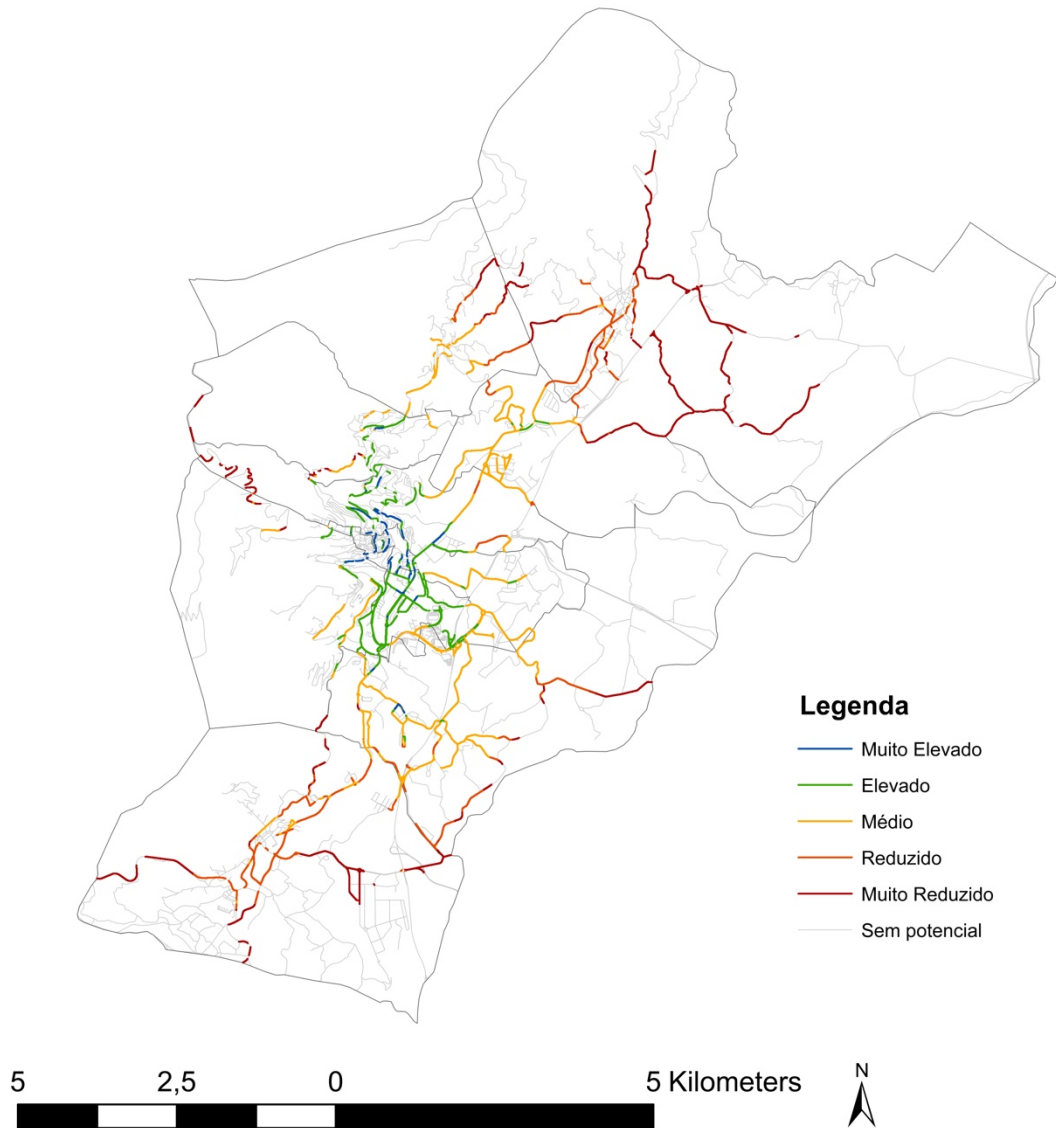 Legenda
Muito Elevado
Elevado
Médio
Reduzido
Muito Reduzido
Sem potencial
5 2,5 0 5 Kilometers
N